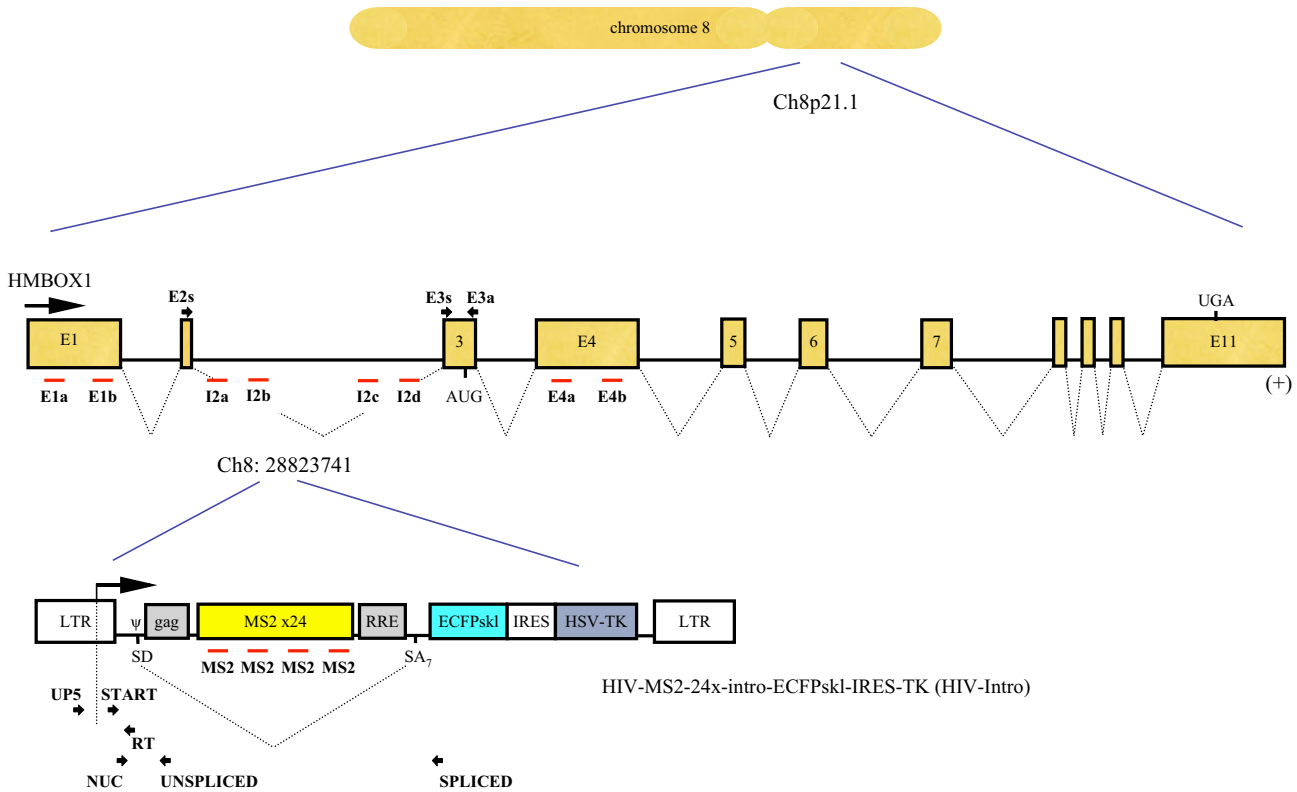 chromosome 8
Ch8p21.1
HMBOX1
E2s
E3s
E3a
UGA
E1
3
E4
5
6
7
E11
(+)
E1a
E1b
I2a
I2b
I2c
I2d
AUG
E4a
E4b
Ch8: 28823741
LTR
ψ
gag
MS2 x24
RRE
ECFPskl
IRES
HSV-TK
LTR
SD
MS2
MS2
MS2
MS2
SA7
HIV-MS2-24x-intro-ECFPskl-IRES-TK (HIV-Intro)
UP5
START
RT
NUC
UNSPLICED
SPLICED